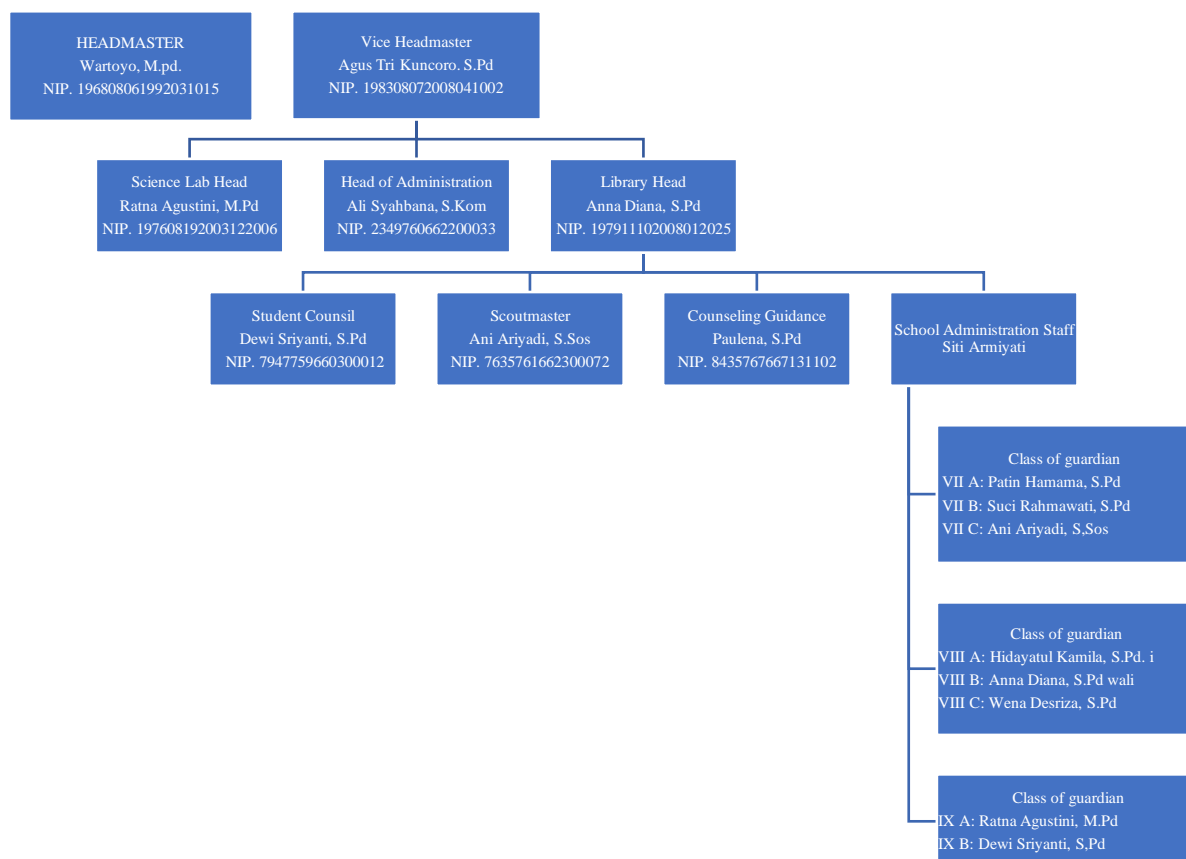 HEADMASTER
Wartoyo, M.pd.
NIP. 196808061992031015
Vice Headmaster
Agus Tri Kuncoro. S.Pd
NIP. 198308072008041002
Science Lab Head
Ratna Agustini, M.Pd
NIP. 197608192003122006
Head of Administration
Ali Syahbana, S.Kom
NIP. 2349760662200033
Library Head
Anna Diana, S.Pd
NIP. 197911102008012025
Student Counsil
Dewi Sriyanti, S.Pd
NIP. 7947759660300012
Scoutmaster
Ani Ariyadi, S.Sos
NIP. 7635761662300072
Counseling Guidance
Paulena, S.Pd
NIP. 8435767667131102
School Administration Staff
Siti Armiyati
Class of guardian
VII A: Patin Hamama, S.Pd
VII B: Suci Rahmawati, S.Pd
VII C: Ani Ariyadi, S,Sos
Class of guardian
VIII A: Hidayatul Kamila, S.Pd. i
VIII B: Anna Diana, S.Pd wali
VIII C: Wena Desriza, S.Pd
Class of guardian
IX A: Ratna Agustini, M.Pd
IX B: Dewi Sriyanti, S,Pd